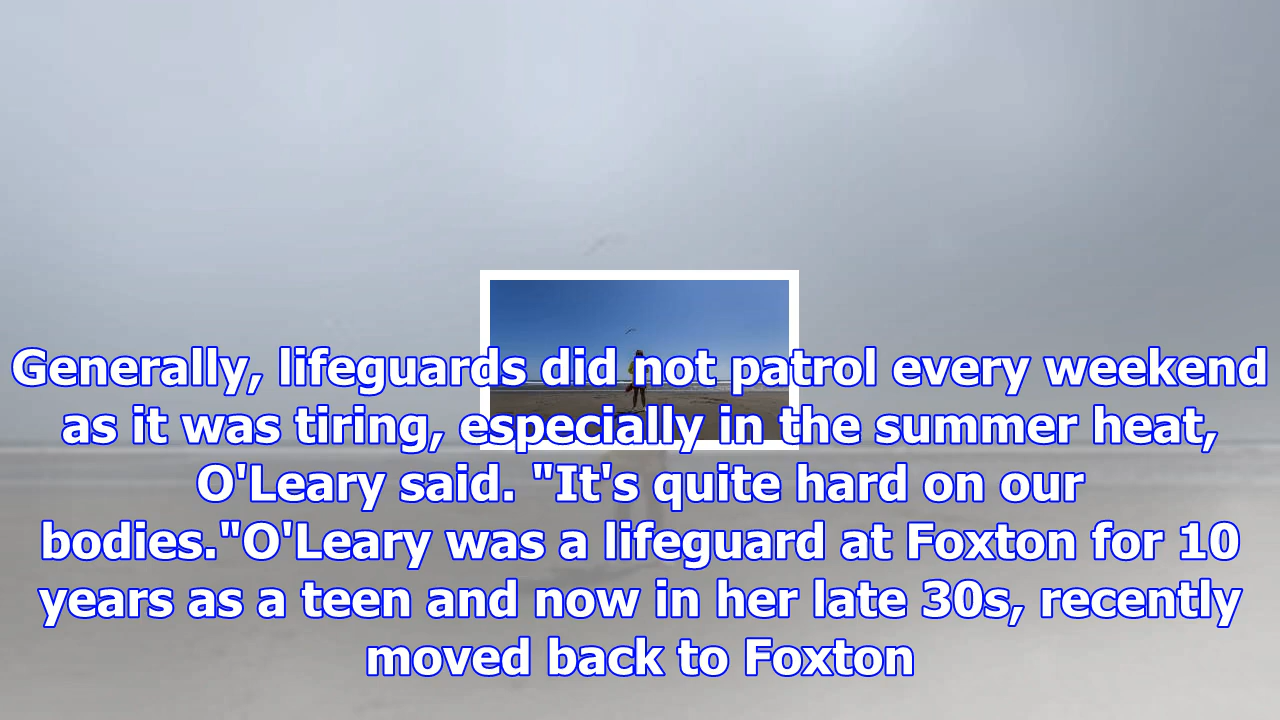 Generally, lifeguards did not patrol every weekend
as it was tiring, especially in the summer heat,
O'Leary said. "It's quite hard on our
bodies."O'Leary was a lifeguard at Foxton for 10
years as a teen and now in her late 30s, recently
moved back to Foxton